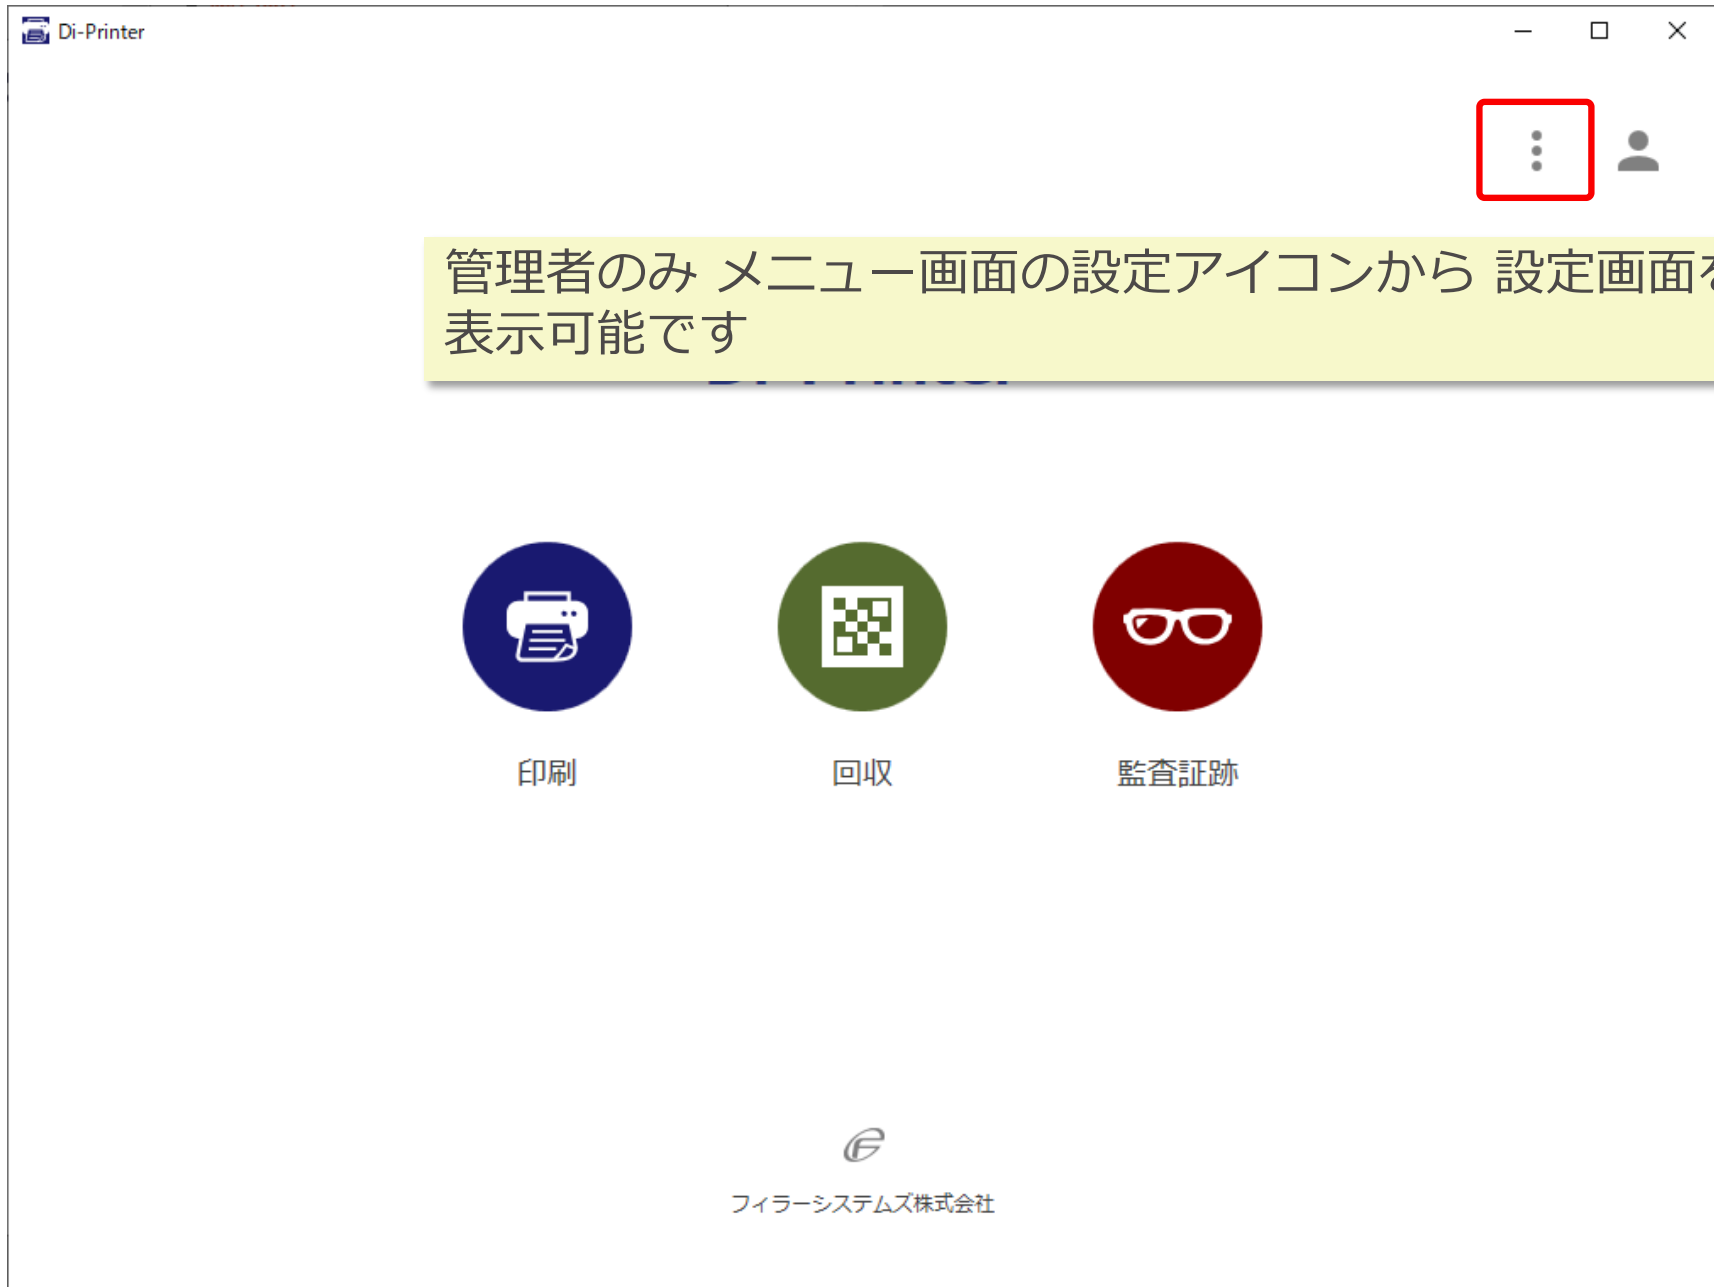 Di-Printer
管理者のみ メニュー画面の設定アイコンから 設定画面を
表示可能です
印刷
回収
監査証跡
フィラーシステムズ株式会社